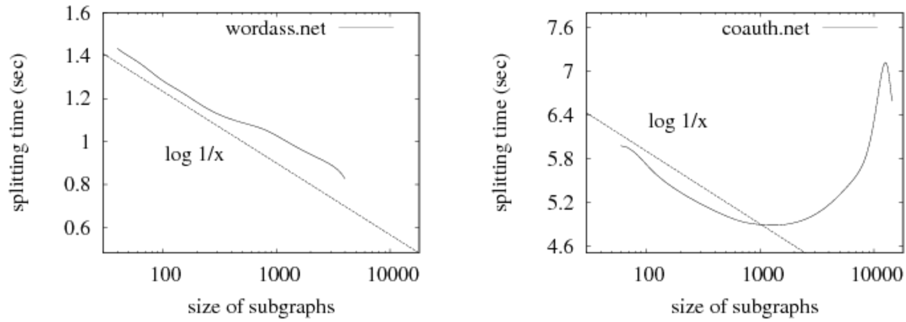 1.6
1.4
1.2
1
0.8
0.6
splitting time (sec)
wordass.net
log 1/x
100
1000
10000
size of subgraphs
7.6
7
6.4
5.8
5.2
4.6
splitting time (sec)
coauth.net
log 1/x
100
1000
10000
size of subgraphs